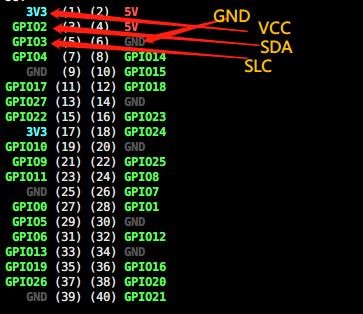 3V3 (1) (2) 5V GND
GPIO2 (3) (4) 5V VCC
GPIO3 (5) (6) GND SDA
GPIO4 (7) (8) GPIO14 SLC
GND (9) (10) GPIO15
GPIO17 (11) (12) GPIO18
GPIO27 (13) (14) GND
GPIO22 (15) (16) GPIO23
3V3 (17) (18) GPIO24
GPIO10 (19) (20) GND
GPIO9 (21) (22) GPIO25
GPIO11 (23) (24) GPIO8
GND (25) (26) GPIO7
GPIO0 (27) (28) GPIO1
GPIO5 (29) (30) GND
GPIO6 (31) (32) GPIO12
GPIO13 (33) (34) GND
GPIO19 (35) (36) GPIO16
GPIO26 (37) (38) GPIO20
GND (39) (40) GPIO21